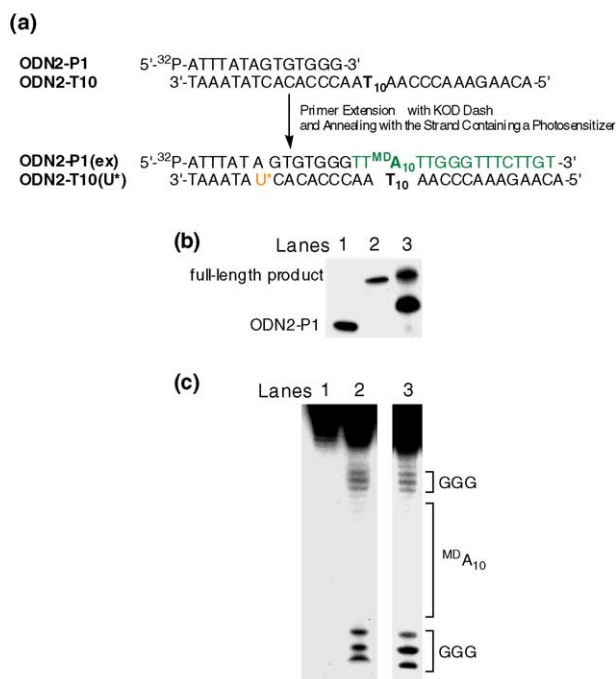 (a)
ODN2-P1 5'-³²P-ATTTATAGTGTGGG-3'
ODN2-T10 3'-TAAATATCACACCCAAT₁₀AACCCAAAGAACA-5'
Primer Extension with KOD Dash
and Annealing with the Strand Containing a Photosensitizer
ODN2-P1(ex) 5'-³²P-ATTTAT A GTGTGGGTTᴹᴰA₁₀TTGGGTTTCTTGT-3'
ODN2-T10(U*) 3'-TAAATA U*CACACCCAA T₁₀ AACCCAAAGAACA-5'
(b)
Lanes 1 2 3
full-length product
ODN2-P1
(c)
Lanes 1 2 3
GGG
ᴹᴰA₁₀
GGG